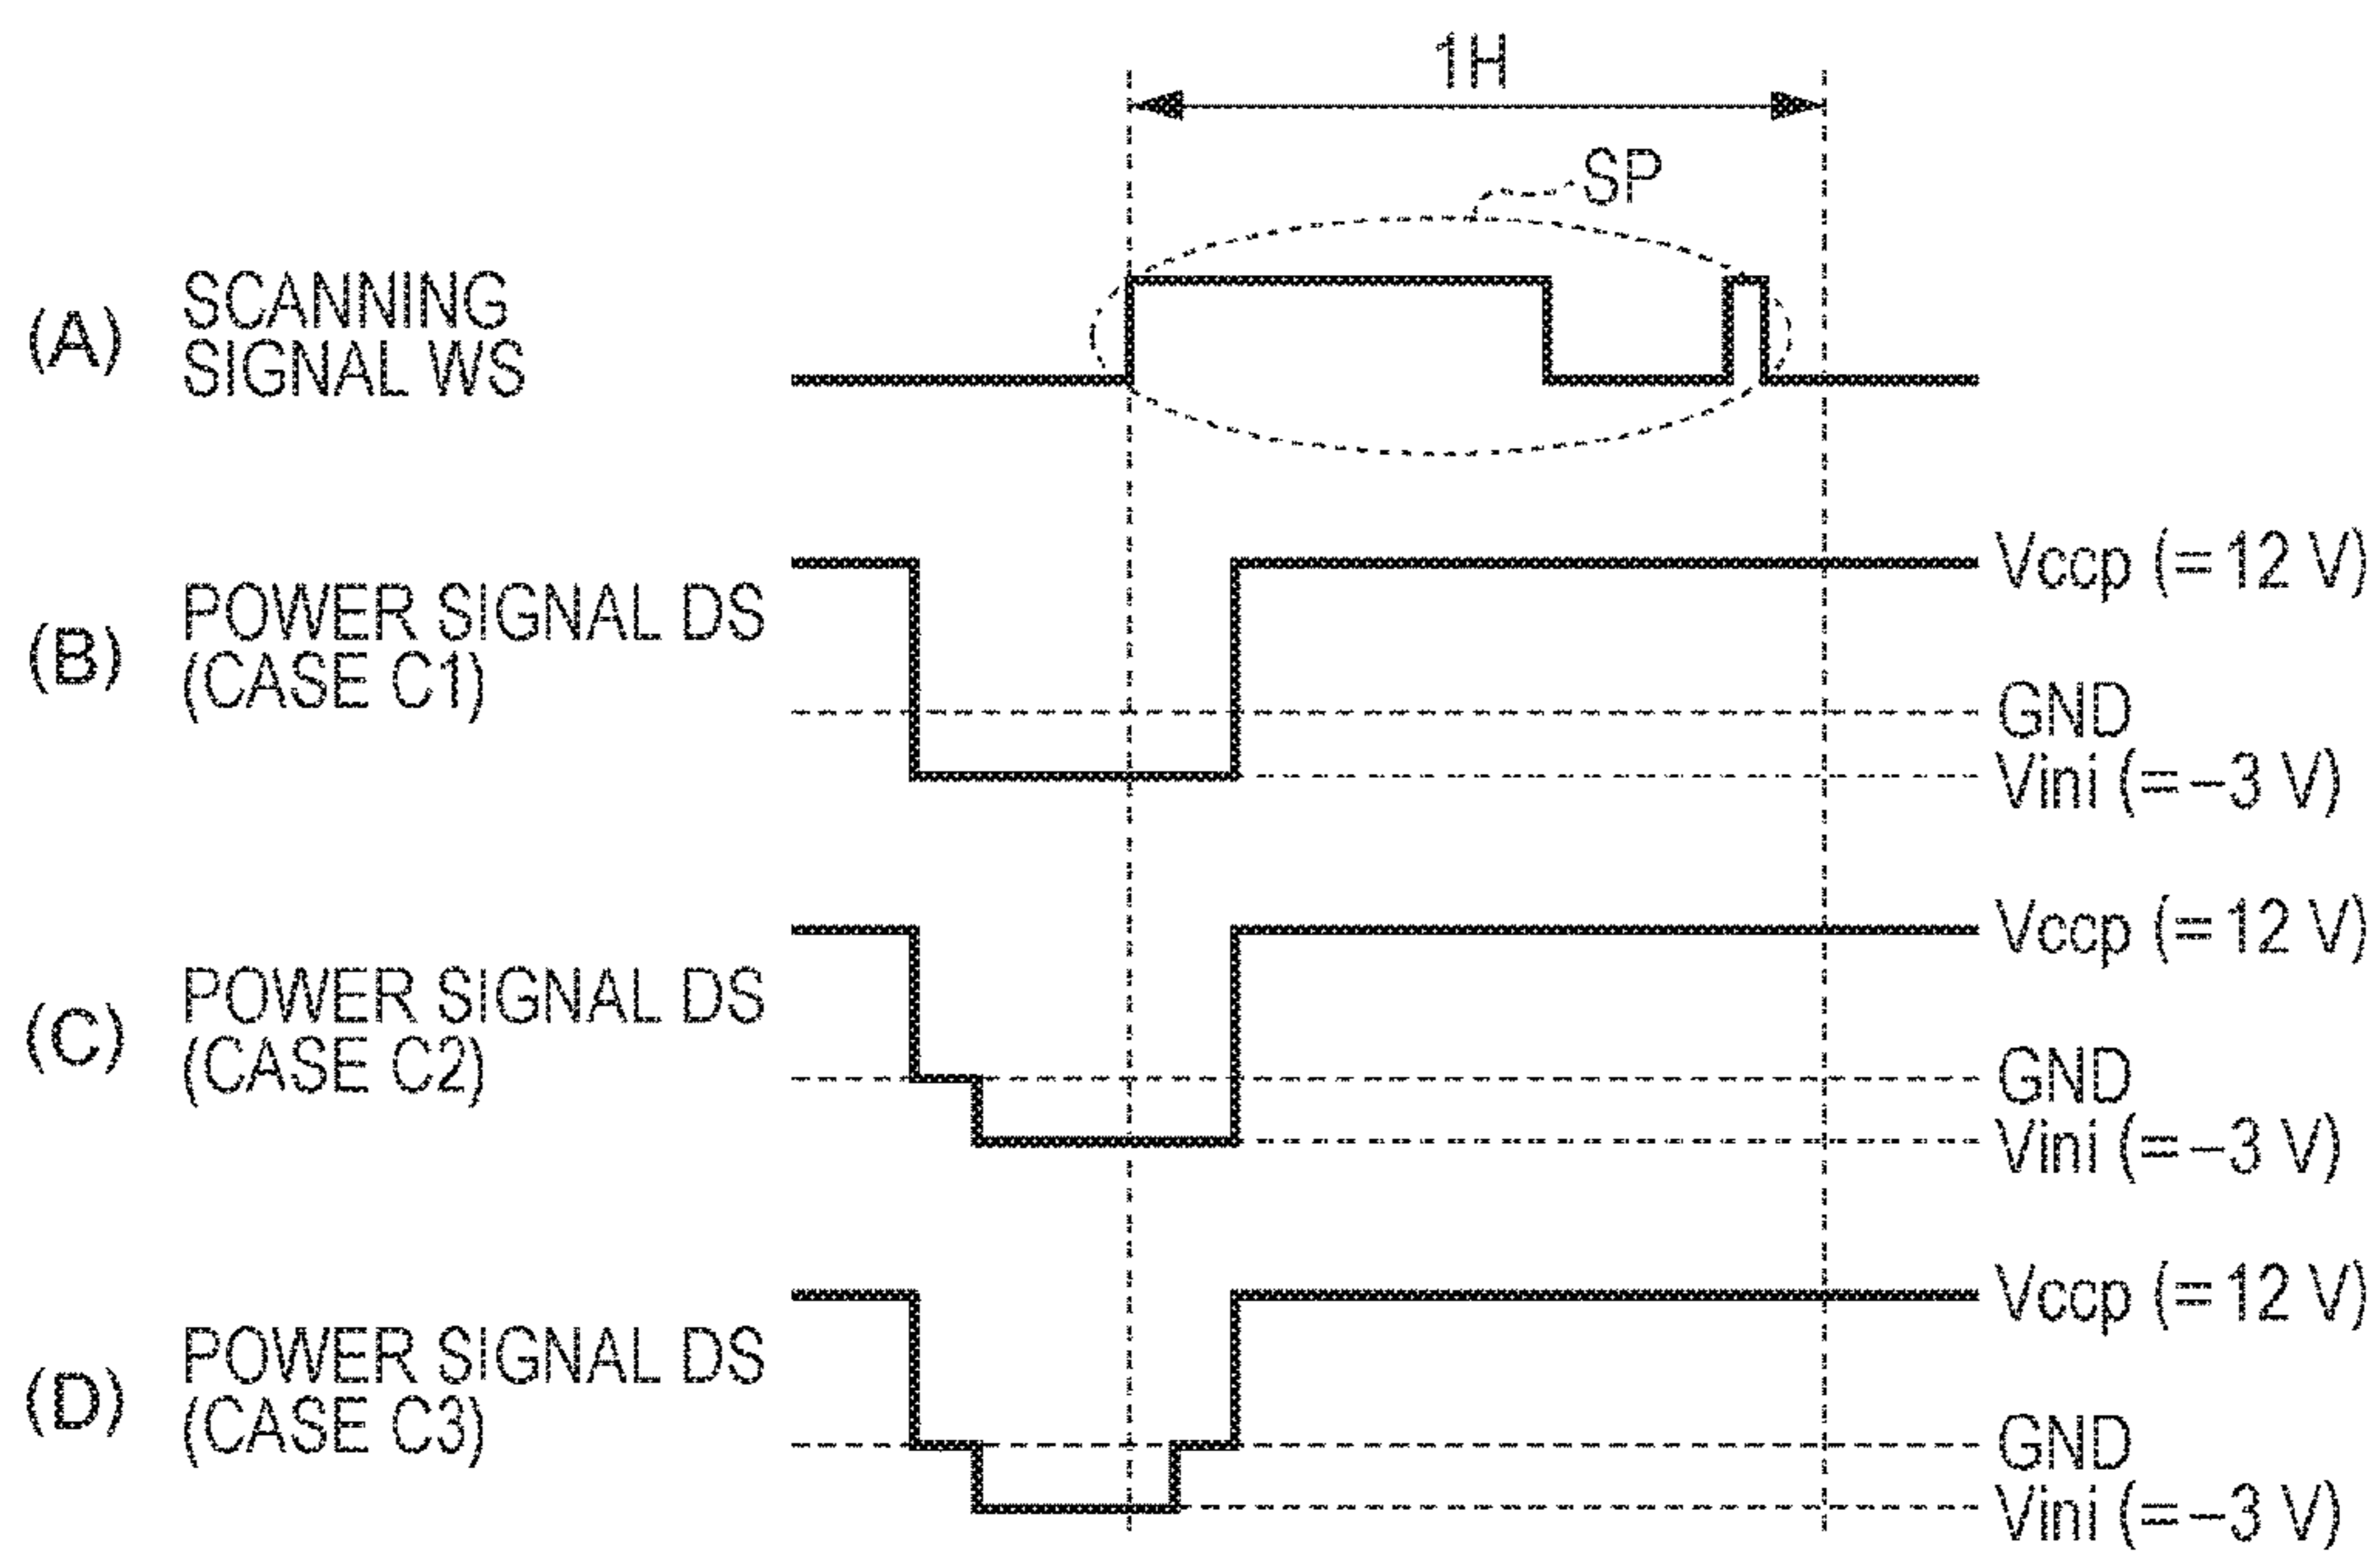 1H
SP
(A) SCANNING
SIGNAL WS
(B) POWER SIGNAL DS
(CASE C1)
Vccp (= 12 V)
GND
Vini (= −3 V)
(C) POWER SIGNAL DS
(CASE C2)
Vccp (= 12 V)
GND
Vini (= −3 V)
(D) POWER SIGNAL DS
(CASE C3)
Vccp (= 12 V)
GND
Vini (= −3 V)